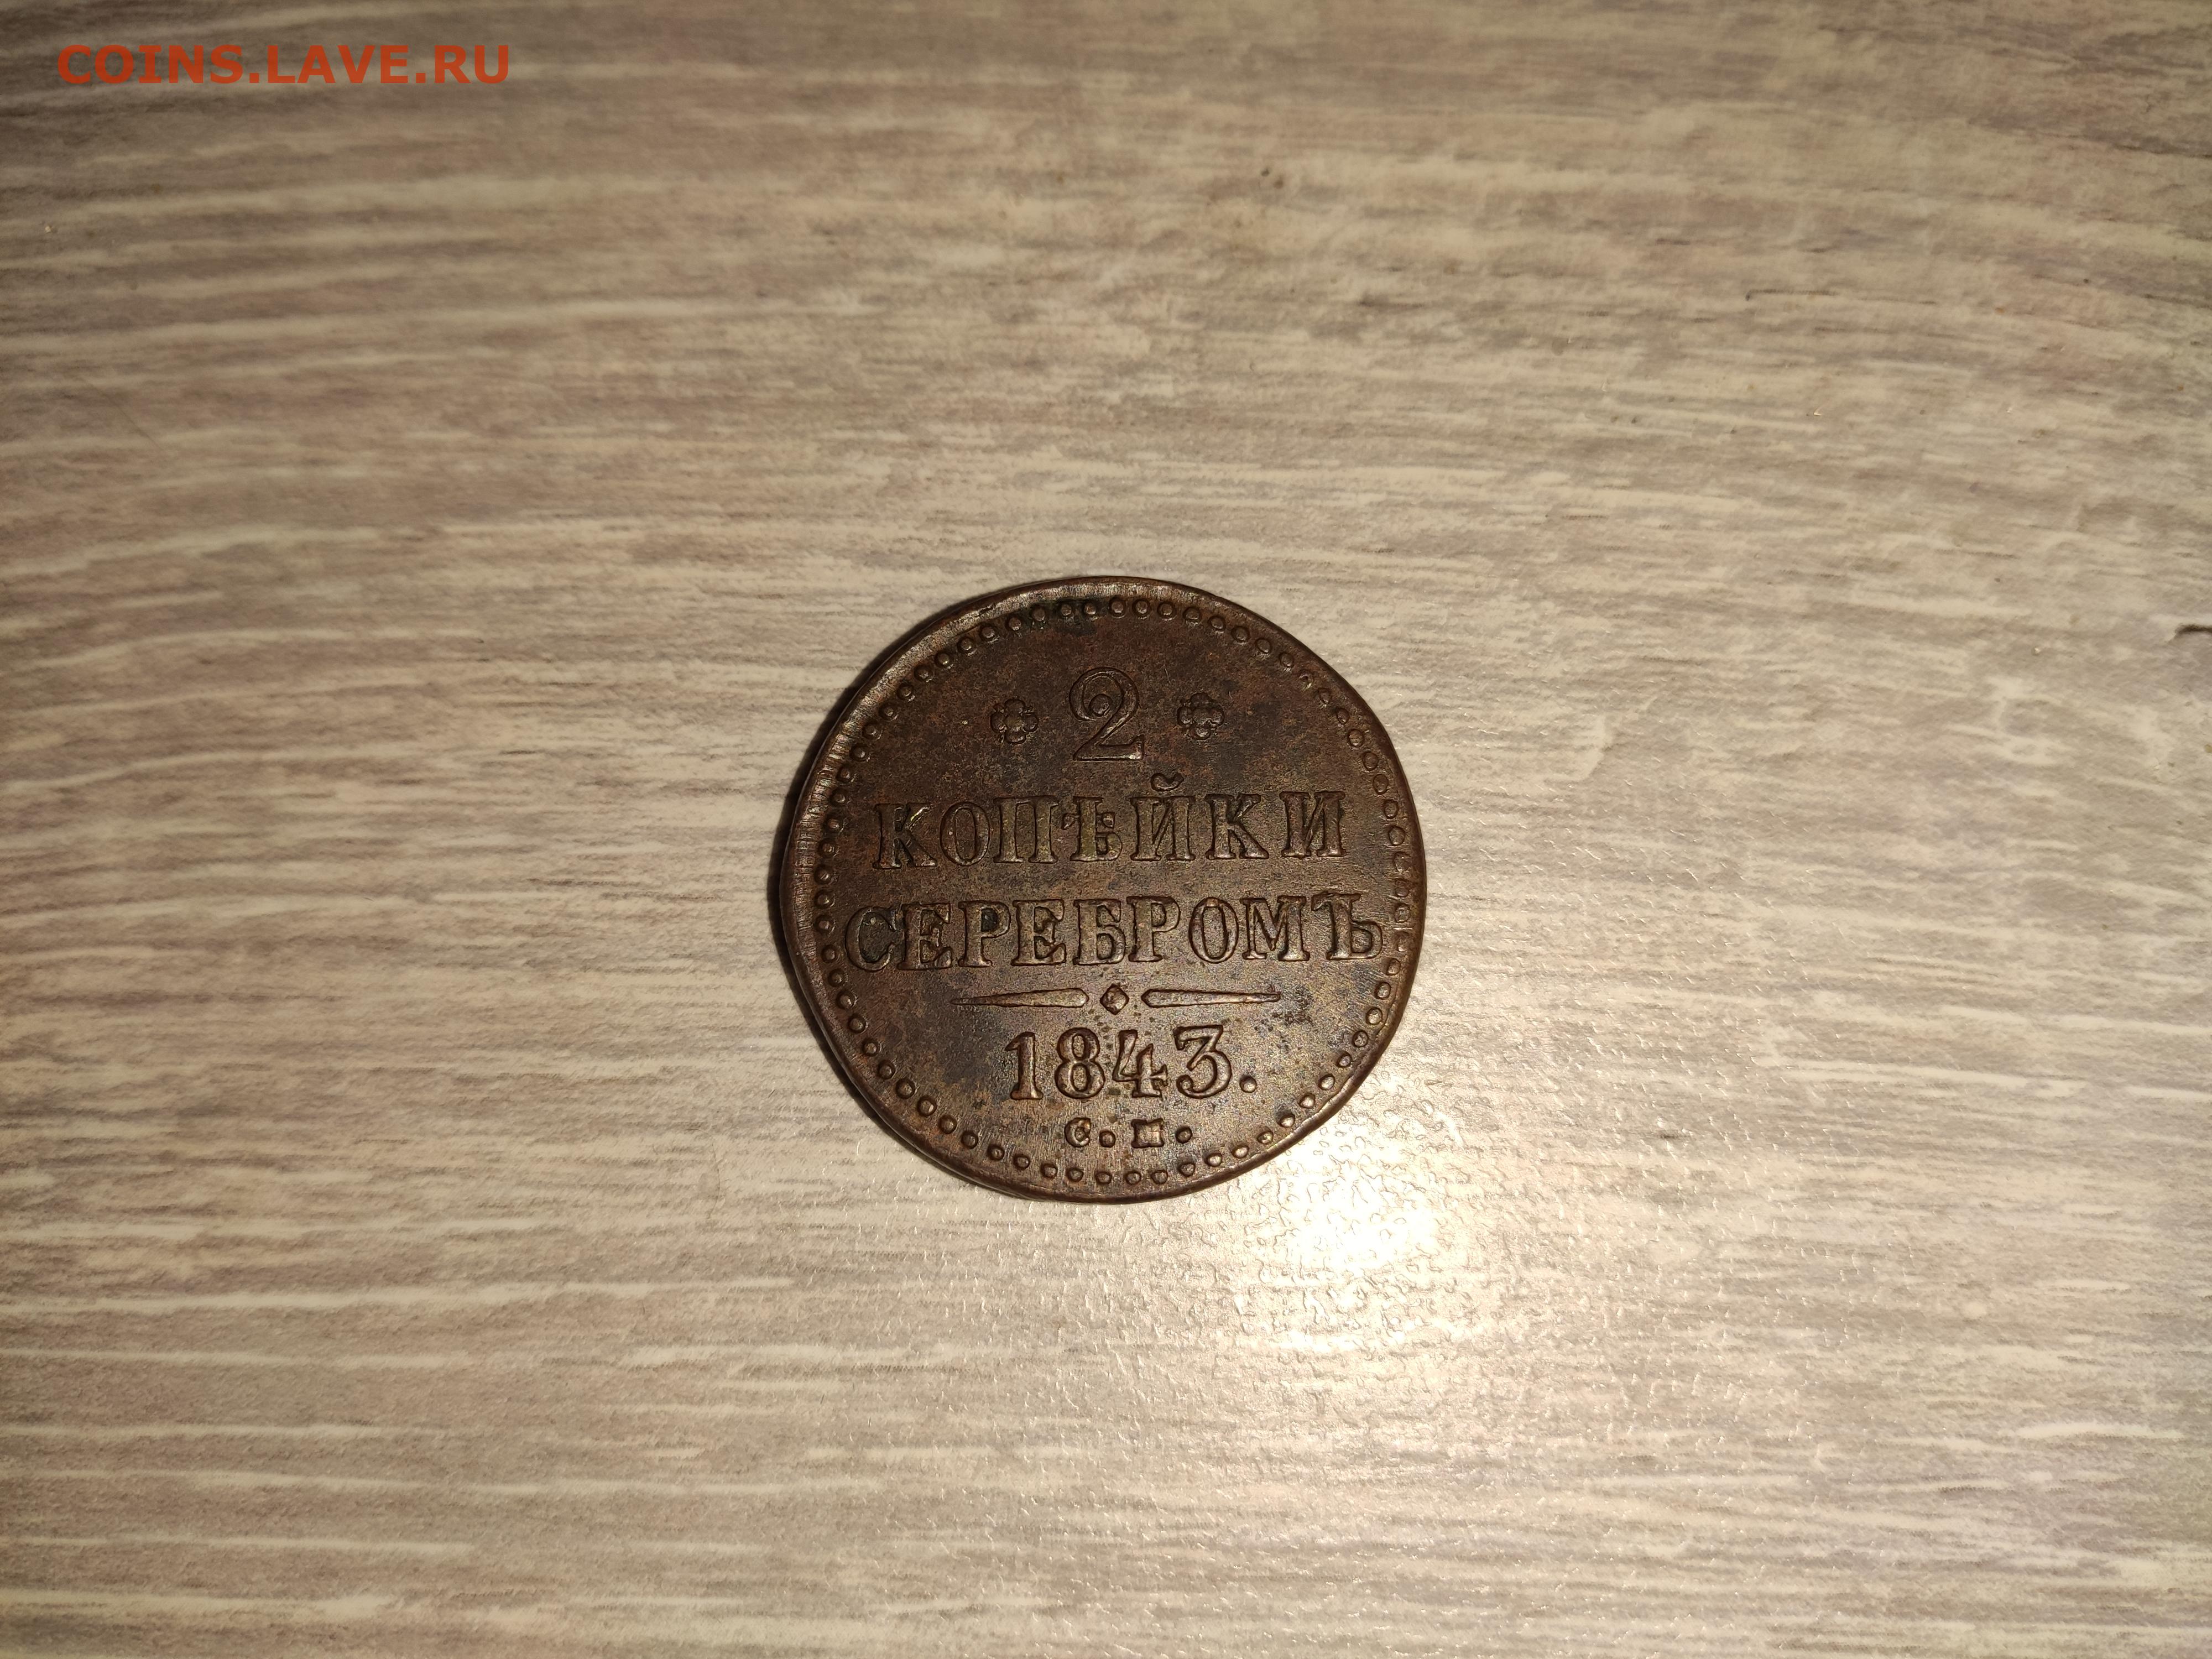 COINS.LAVE.RU
2
КОПѢЙКИ
СЕРЕБРОМЪ
1843.
с. м.